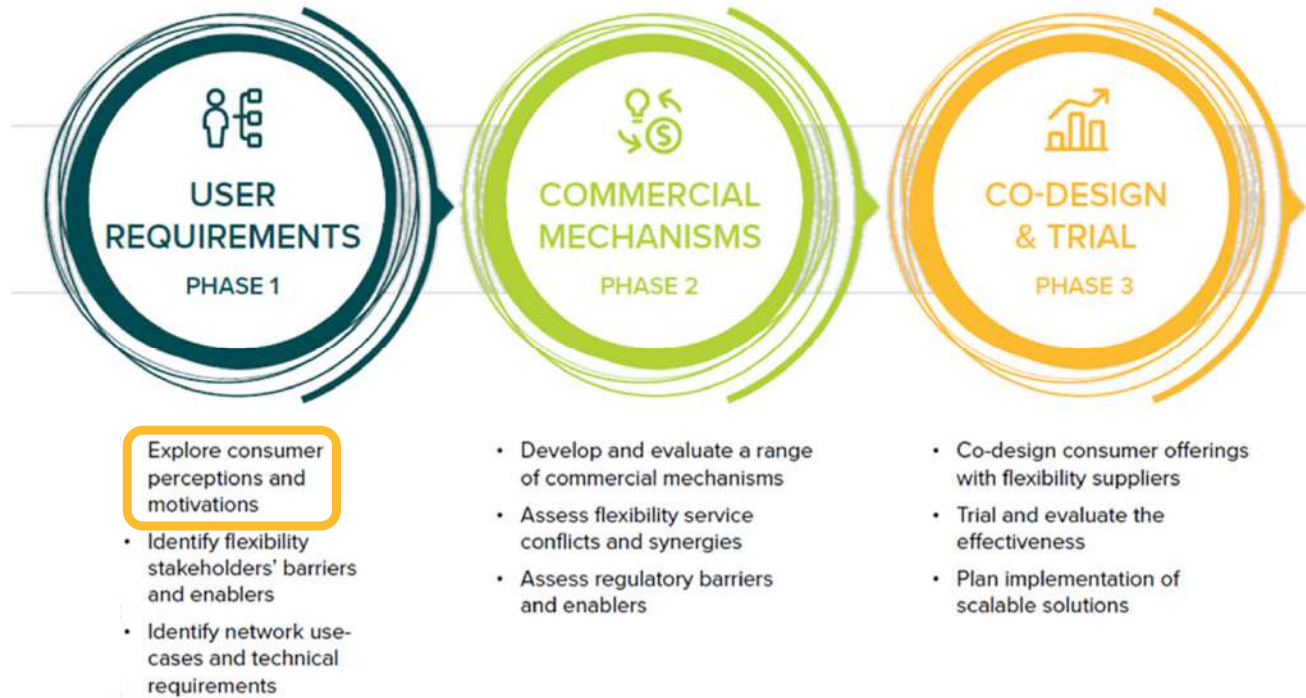 USER
REQUIREMENTS
PHASE 1
Explore consumer
perceptions and
motivations
• Identify flexibility
stakeholders' barriers
and enablers
• Identify network use-
cases and technical
requirements
COMMERCIAL
MECHANISMS
PHASE 2
• Develop and evaluate a range
of commercial mechanisms
• Assess flexibility service
conflicts and synergies
• Assess regulatory barriers
and enablers
CO-DESIGN
& TRIAL
PHASE 3
• Co-design consumer offerings
with flexibility suppliers
• Trial and evaluate the
effectiveness
• Plan implementation of
scalable solutions